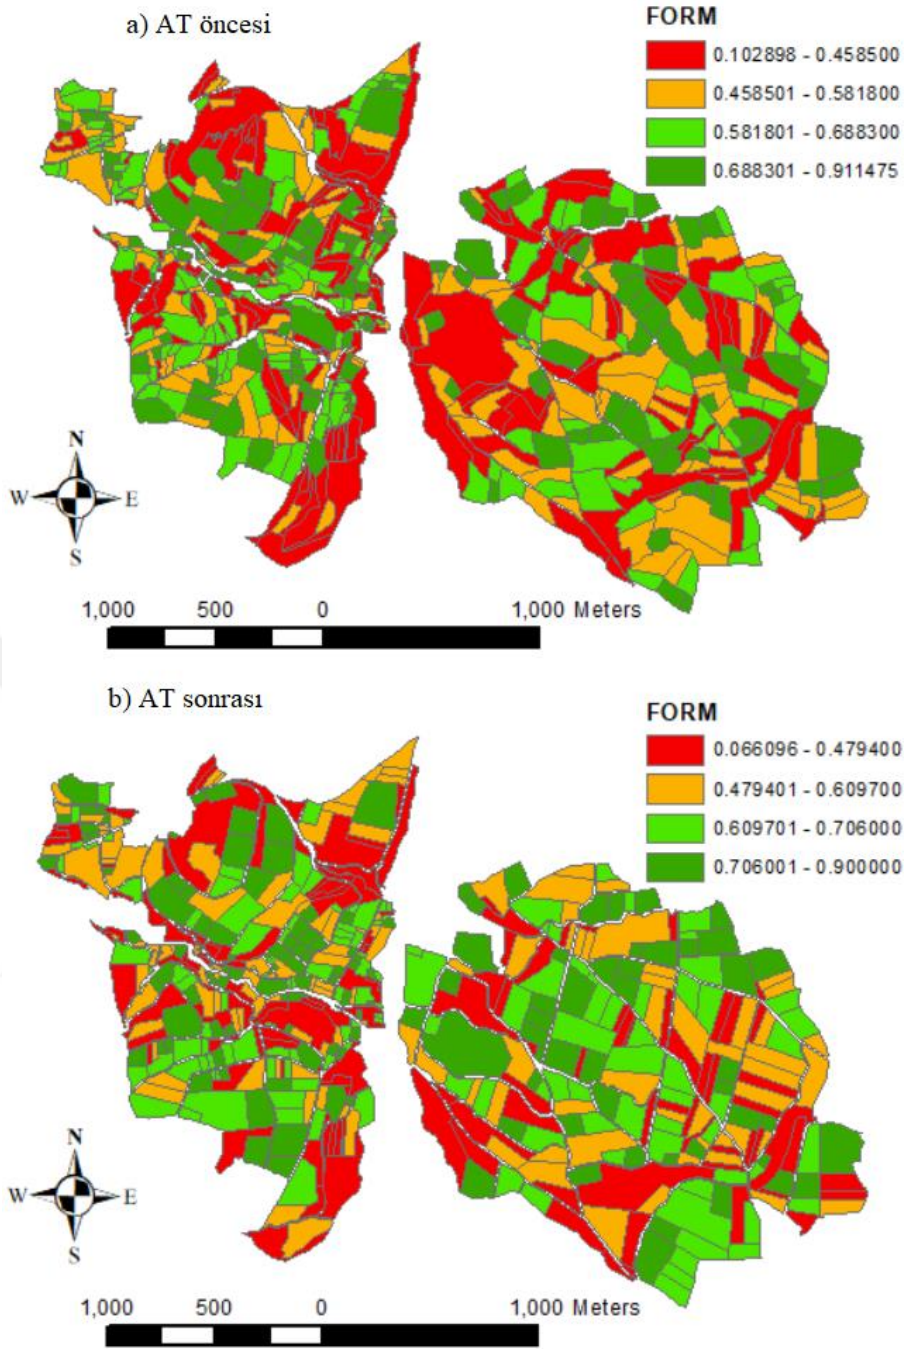 a) AT öncesi
FORM
0.102898 - 0.458500
0.458501 - 0.581800
0.581801 - 0.688300
0.688301 - 0.911475
N
W E
S
1,000 500 0 1,000 Meters
b) AT sonrası
FORM
0.066096 - 0.479400
0.479401 - 0.609700
0.609701 - 0.706000
0.706001 - 0.900000
N
W E
S
1,000 500 0 1,000 Meters